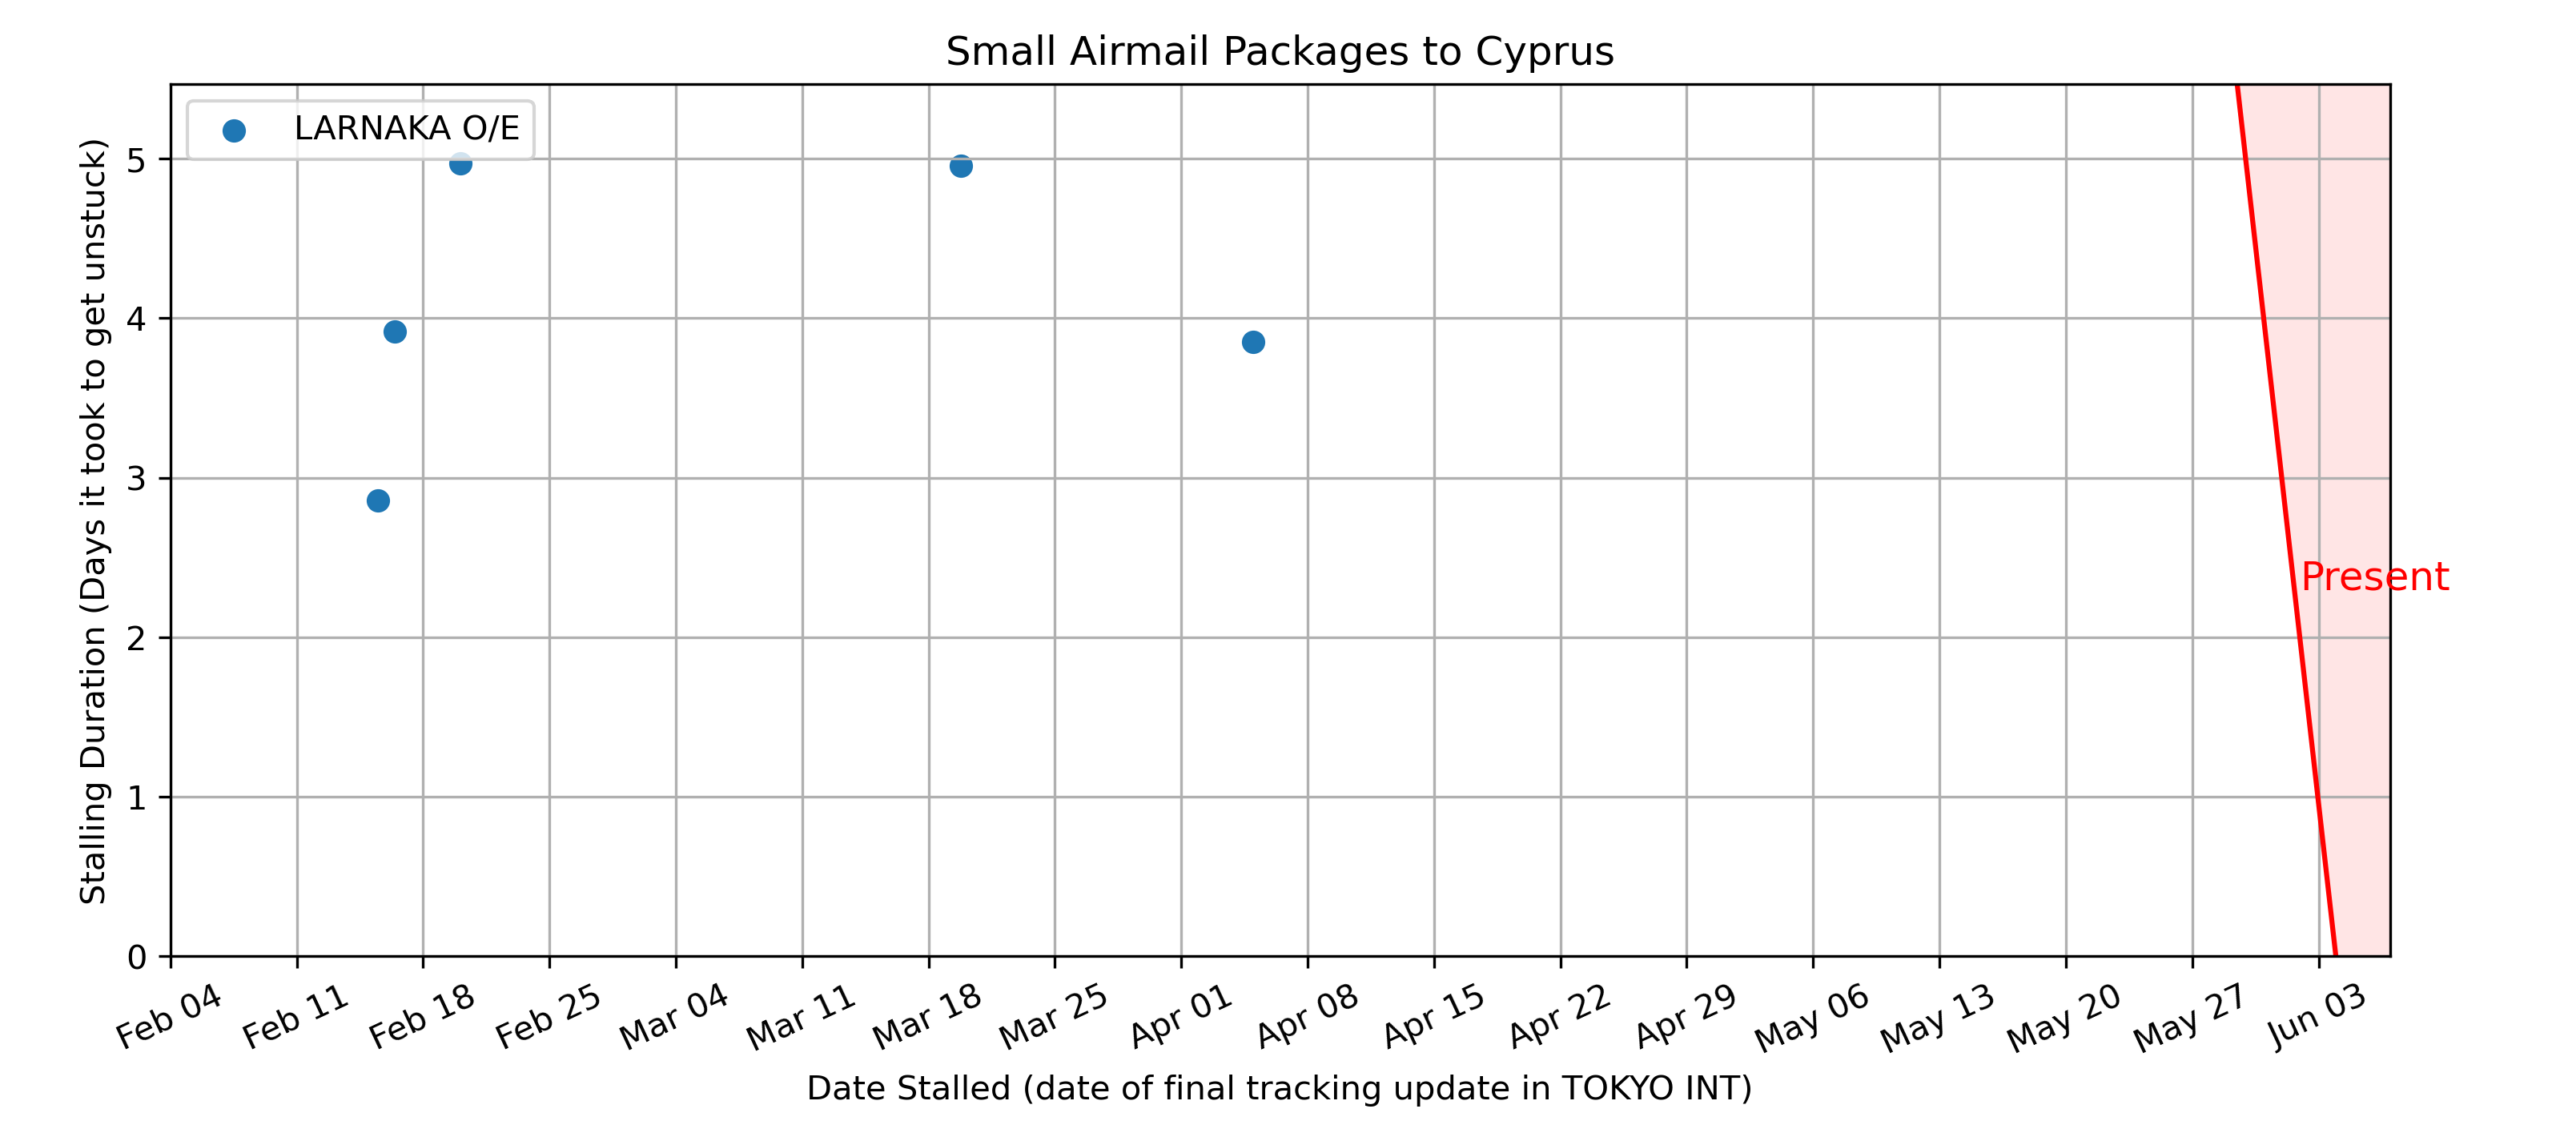 Small Airmail Packages to Cyprus
LARNAKA O/E
Stalling Duration (Days it took to get unstuck)
5
4
3
2
1
0
Present
Feb 04
Feb 11
Feb 18
Feb 25
Mar 04
Mar 11
Mar 18
Mar 25
Apr 01
Apr 08
Apr 15
Apr 22
Apr 29
May 06
May 13
May 20
May 27
Jun 03
Date Stalled (date of final tracking update in TOKYO INT)